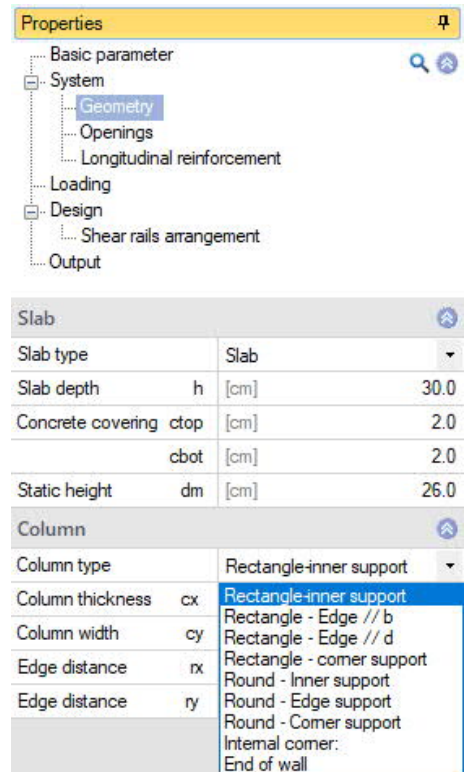 Properties
Basic parameter
System
Geometry
Openings
Longitudinal reinforcement
Loading
Design
Shear rails arrangement
Output
Slab
Slab type Slab
Slab depth h [cm] 30.0
Concrete covering ctop [cm] 2.0
cbot [cm] 2.0
Static height dm [cm] 26.0
Column
Column type Rectangle-inner support
Column thickness cx Rectangle-inner support
Rectangle - Edge // b
Column width cy Rectangle - Edge // d
Rectangle - corner support
Edge distance rx Round - Inner support
Round - Edge support
Edge distance ry Round - Corner support
Internal corner:
End of wall